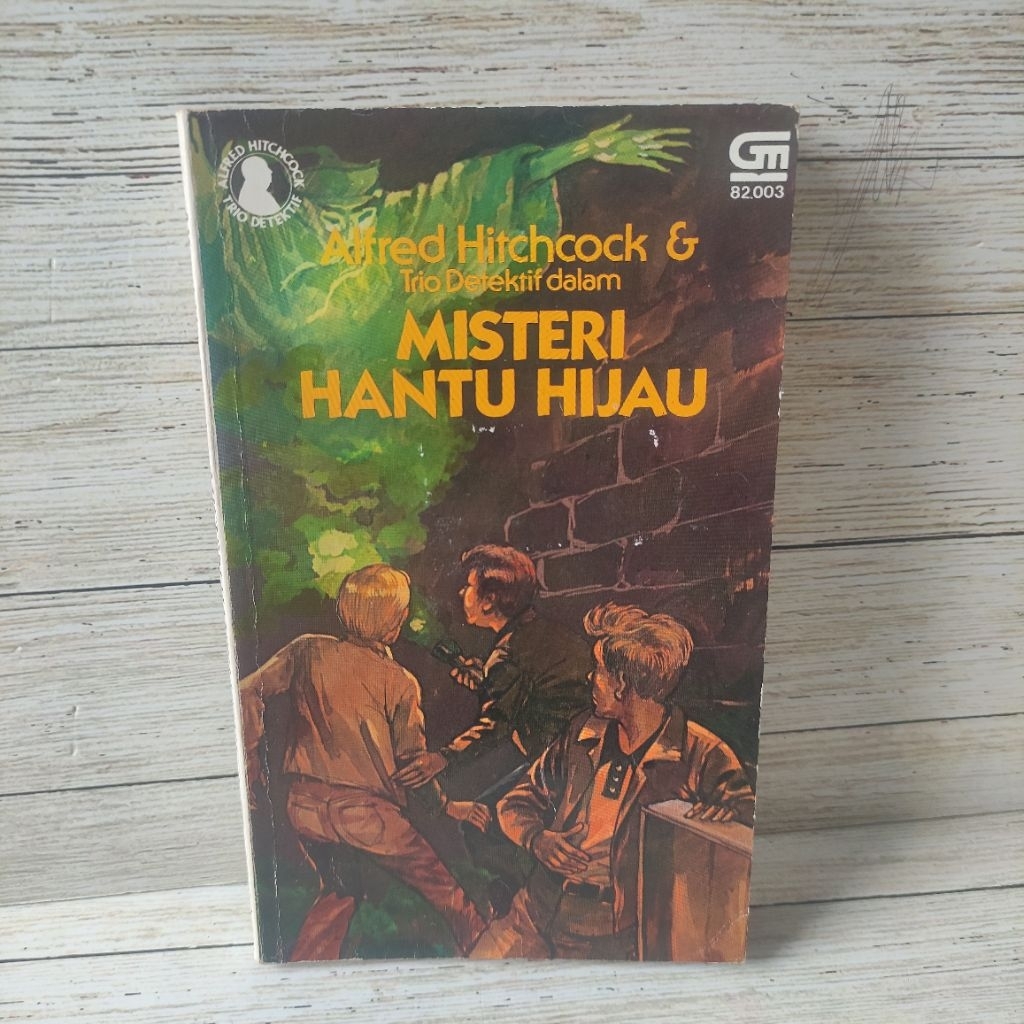 ALFRED HITCHCOCK
TRIO DETEKTIF
GM
82.003
Alfred Hitchcock &
Trio Detektif dalam
MISTERI
HANTU HIJAU